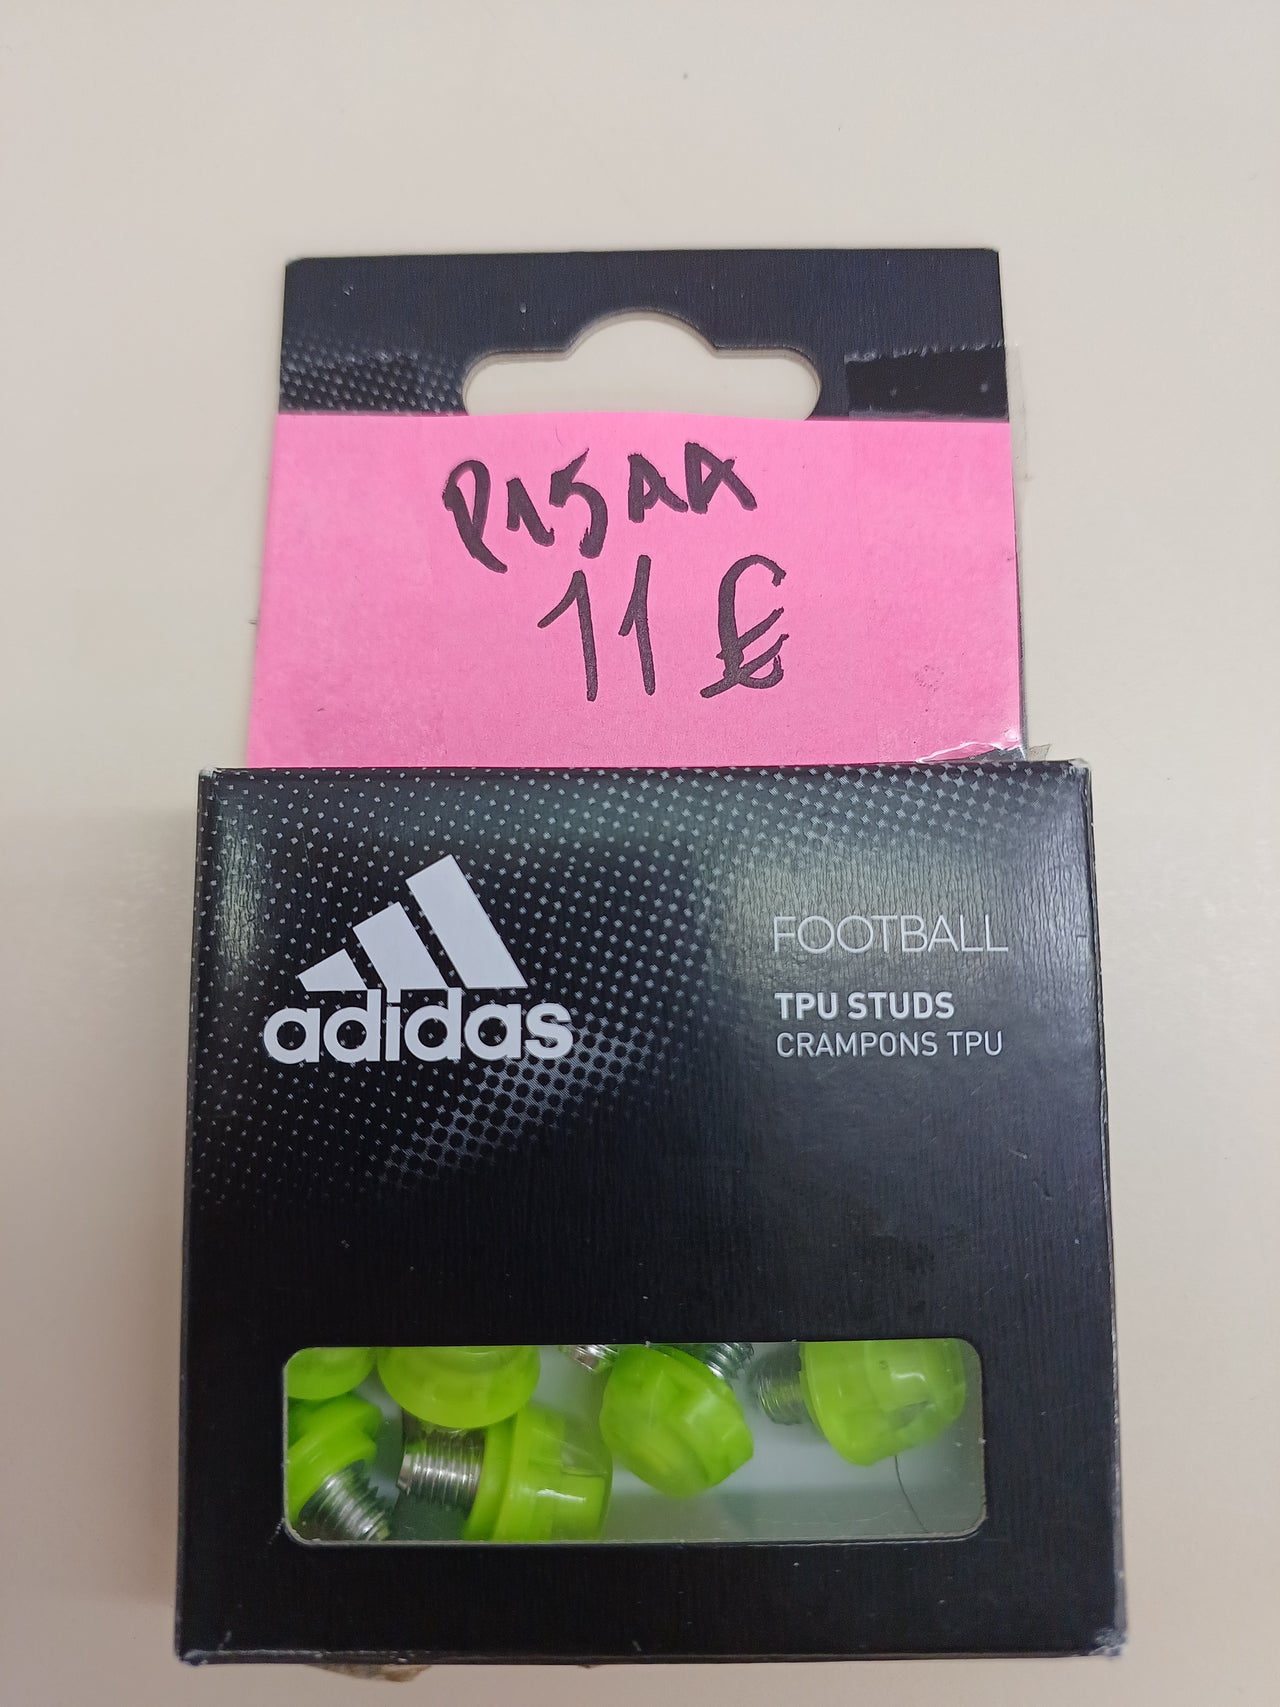 11 €
adidas
FOOTBALL
TPU STUDS
CRAMPONS TPU